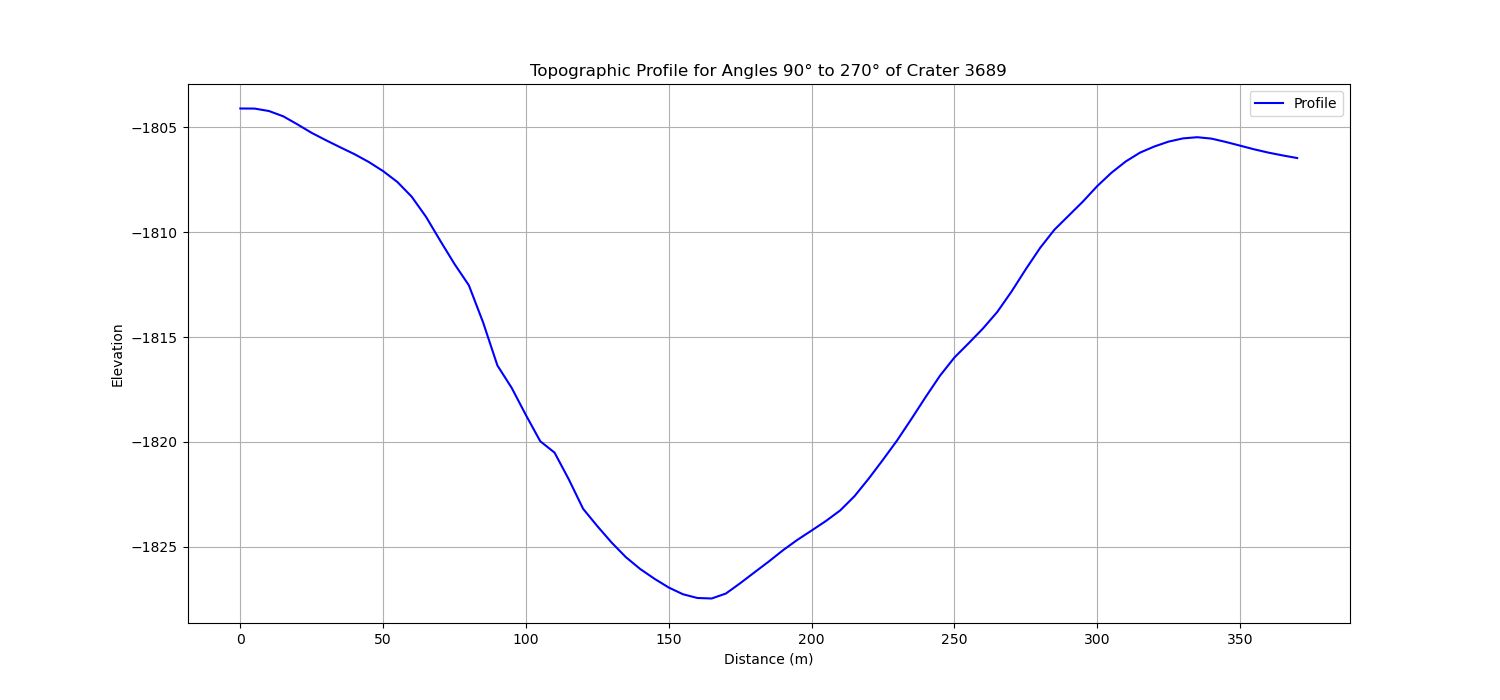 Topographic Profile for Angles 90° to 270° of Crater 3689
Profile
−1805
−1810
−1815
−1820
−1825
Elevation
0 50 100 150 200 250 300 350
Distance (m)